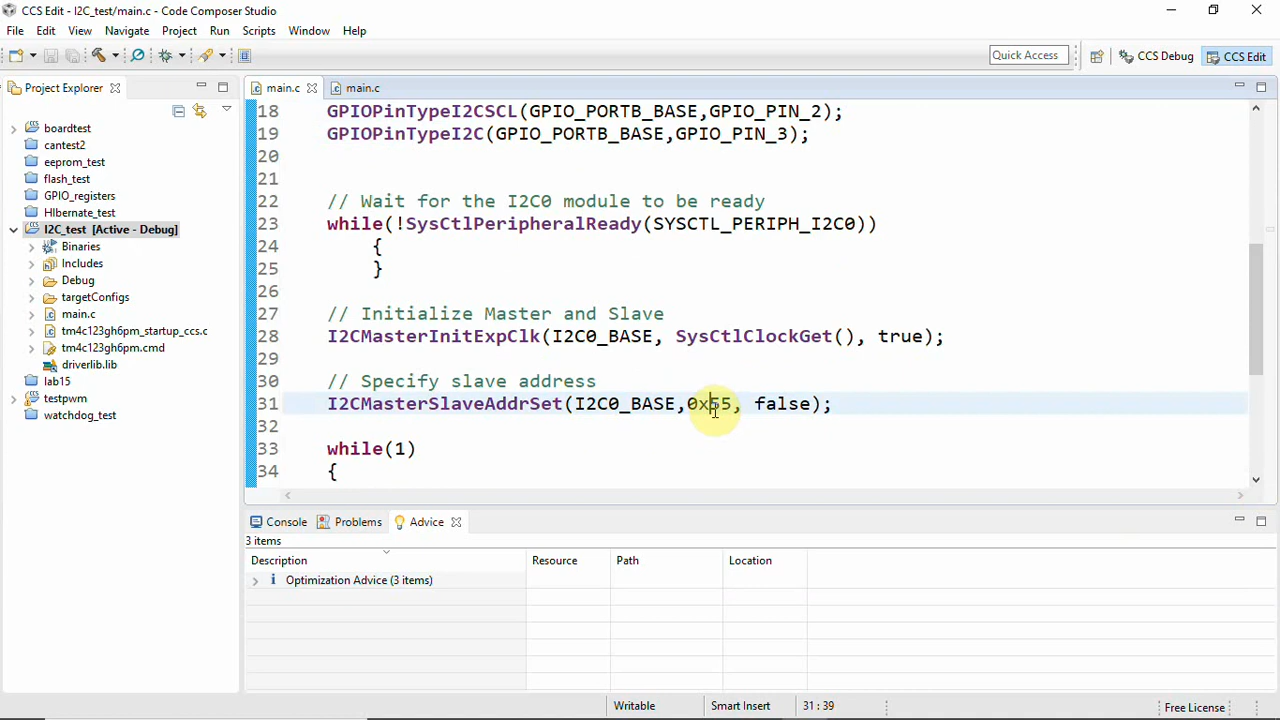 CCS Edit - I2C_test/main.c - Code Composer Studio
File Edit View Navigate Project Run Scripts Window Help
Quick Access CCS Debug CCS Edit
Project Explorer
boardtest
cantest2
eeprom_test
flash_test
GPIO_registers
HIbernate_test
I2C_test [Active - Debug]
Binaries
Includes
Debug
targetConfigs
main.c
tm4c123gh6pm_startup_ccs.c
tm4c123gh6pm.cmd
driverlib.lib
lab15
testpwm
watchdog_test
main.c main.c
18 GPIOPinTypeI2CSCL(GPIO_PORTB_BASE,GPIO_PIN_2);
19 GPIOPinTypeI2C(GPIO_PORTB_BASE,GPIO_PIN_3);
20
21
22 // Wait for the I2C0 module to be ready
23 while(!SysCtlPeripheralReady(SYSCTL_PERIPH_I2C0))
24 {
25 }
26
27 // Initialize Master and Slave
28 I2CMasterInitExpClk(I2C0_BASE, SysCtlClockGet(), true);
29
30 // Specify slave address
31 I2CMasterSlaveAddrSet(I2C0_BASE,0x55, false);
32
33 while(1)
34 {
Console Problems Advice
3 items
Description Resource Path Location
Optimization Advice (3 items)
Writable Smart Insert 31 : 39 Free License